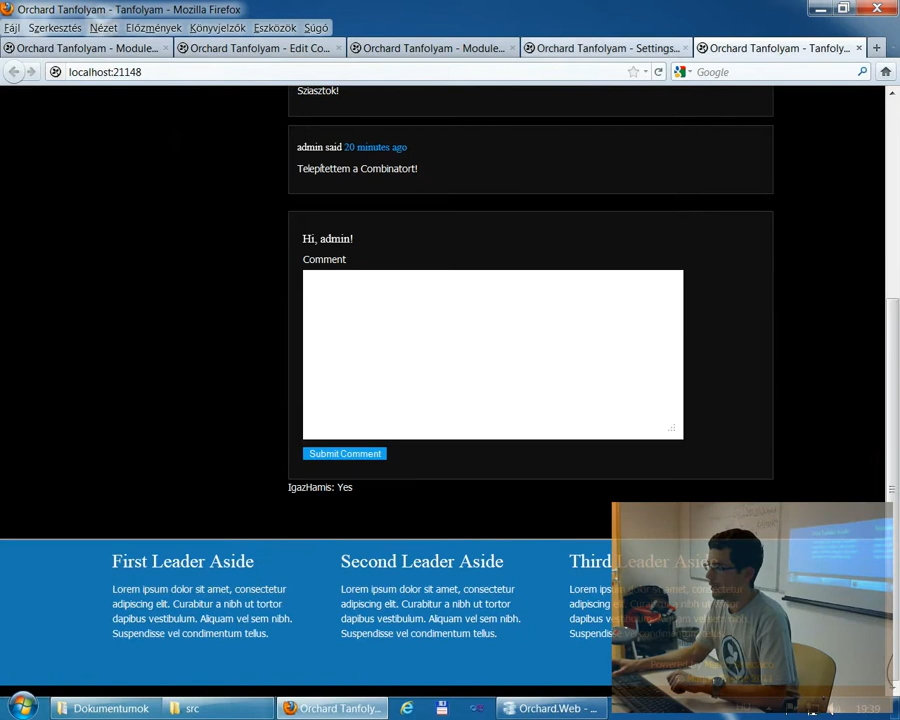 Orchard Tanfolyam - Tanfolyam - Mozilla Firefox
Fájl Szerkesztés Nézet Előzmények Könyvjelzők Eszközök Súgó
Orchard Tanfolyam - Module... Orchard Tanfolyam - Edit Co... Orchard Tanfolyam - Module... Orchard Tanfolyam - Settings... Orchard Tanfolyam - Tanfoly...
localhost:21148 Google
Sziasztok!
admin said 20 minutes ago
Telepítettem a Combinatort!
Hi, admin!
Comment
Submit Comment
IgazHamis: Yes
First Leader Aside
Lorem ipsum dolor sit amet, consectetur
adipiscing elit. Curabitur a nibh ut tortor
dapibus vestibulum. Aliquam vel sem nibh.
Suspendisse vel condimentum tellus.
Second Leader Aside
Lorem ipsum dolor sit amet, consectetur
adipiscing elit. Curabitur a nibh ut tortor
dapibus vestibulum. Aliquam vel sem nibh.
Suspendisse vel condimentum tellus.
Third Leader Aside
Dokumentumok src Orchard Tanfoly... Orchard.Web - ...
HU 19:39